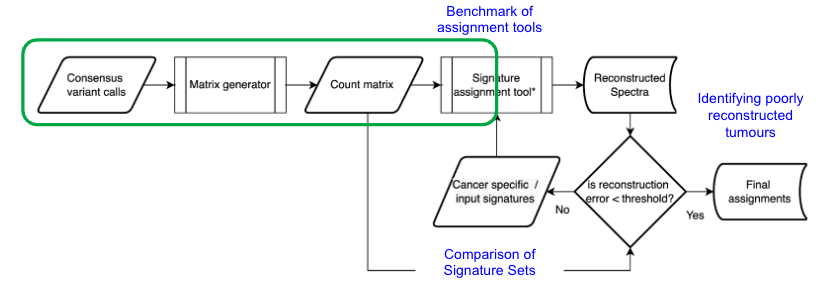 Benchmark of
assignment tools
Consensus
variant calls
Matrix generator
Count matrix
Signature
assignment tool*
Reconstructed
Spectra
Identifying poorly
reconstructed
tumours
Cancer specific /
input signatures
No
is reconstruction
error < threshold?
Yes
Final
assignments
Comparison of
Signature Sets